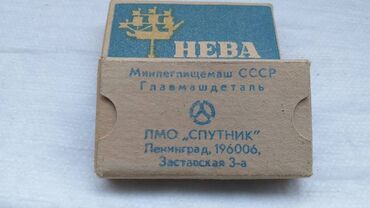 НЕВА
Минлегпищемаш СССР
Главмашдеталь
ЛМО „СПУТНИК"
Ленинград, 196006,
Заставская 3-а